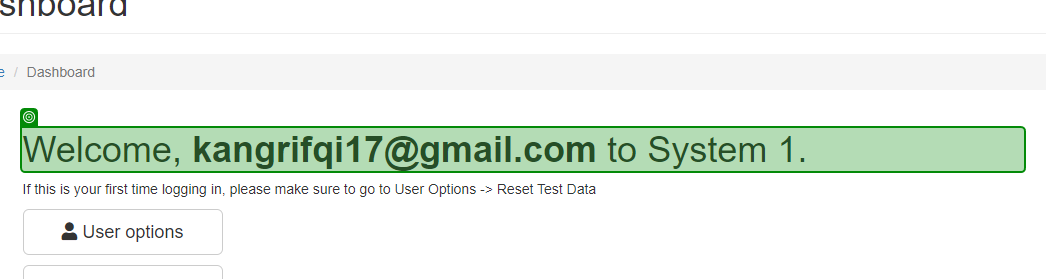 Dashboard
Welcome, kangrifqi17@gmail.com to System 1.
If this is your first time logging in, please make sure to go to User Options -> Reset Test Data
User options